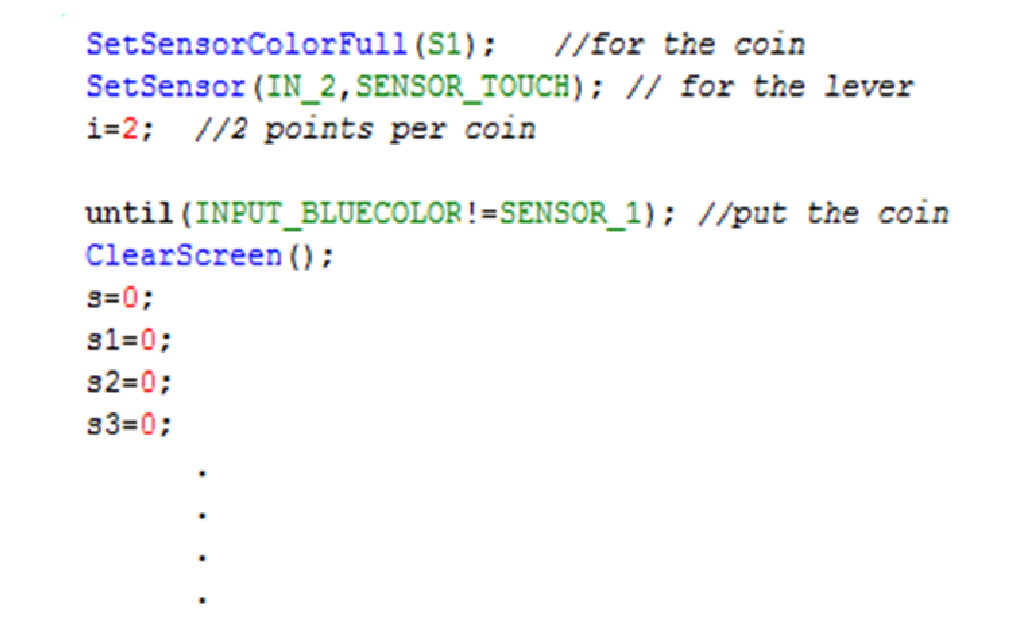 SetSensorColorFull(S1);   //for the coin
SetSensor(IN_2,SENSOR_TOUCH); // for the lever
i=2;  //2 points per coin
until(INPUT_BLUECOLOR!=SENSOR_1); //put the coin
ClearScreen();
s=0;
s1=0;
s2=0;
s3=0;
.
.
.
.